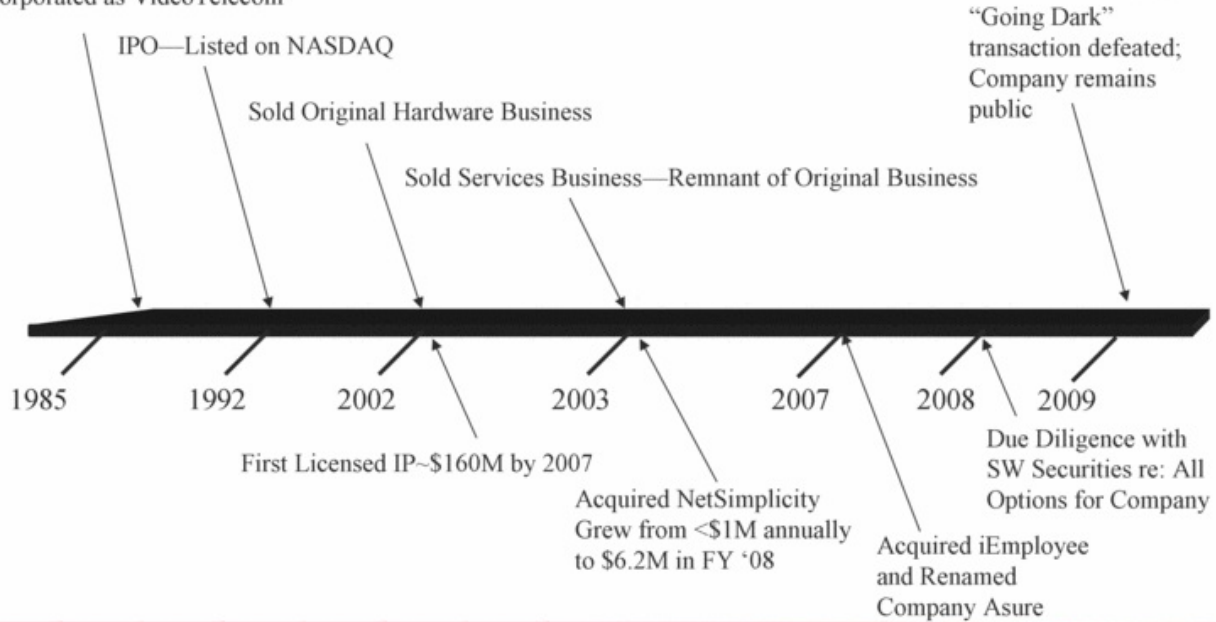 VideoTelecom
IPO—Listed on NASDAQ
Sold Original Hardware Business
Sold Services Business—Remnant of Original Business
“Going Dark”
transaction defeated;
Company remains
public
1985
1992
2002
2003
2007
2008
2009
First Licensed IP~$160M by 2007
Acquired NetSimplicity
Grew from <$1M annually
to $6.2M in FY ‘08
Acquired iEmployee
and Renamed
Company Asure
Due Diligence with
SW Securities re: All
Options for Company